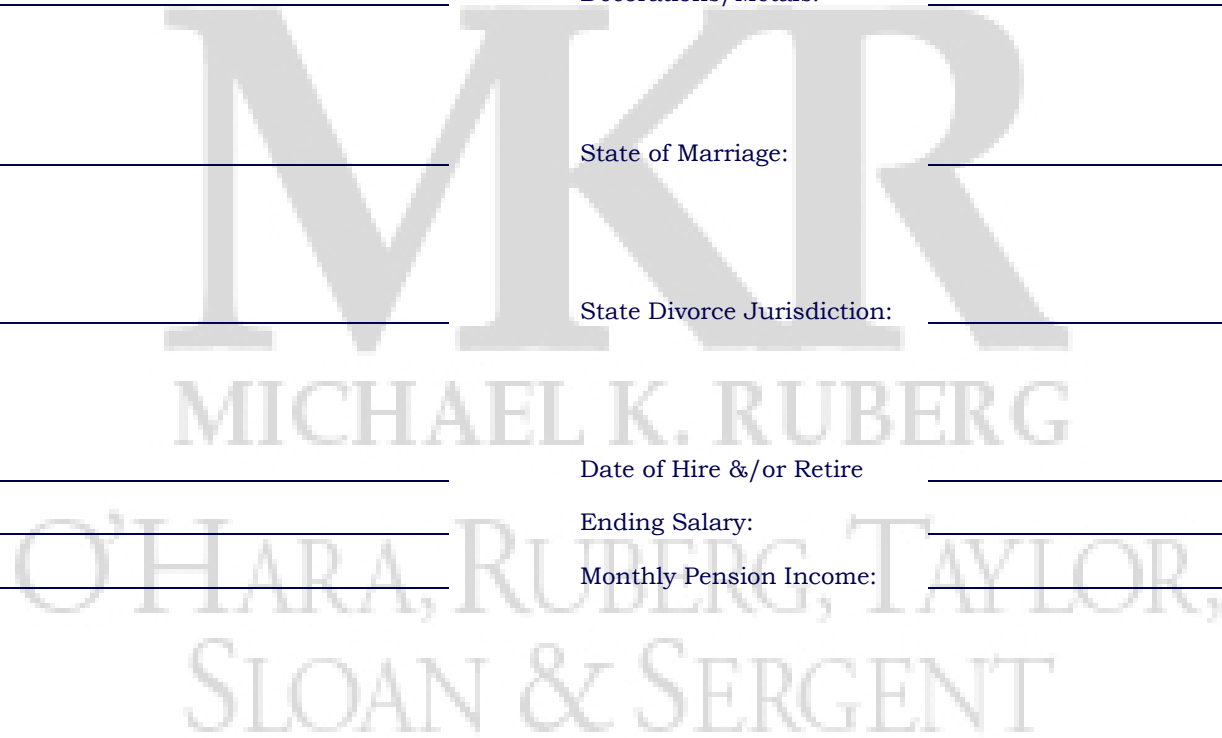 MKR
State of Marriage:
State Divorce Jurisdiction:
MICHAEL K. RUBERG
Date of Hire &/or Retire
Ending Salary:
O'HARA, RUBERG, TAYLOR,
Monthly Pension Income:
SLOAN & SERGENT